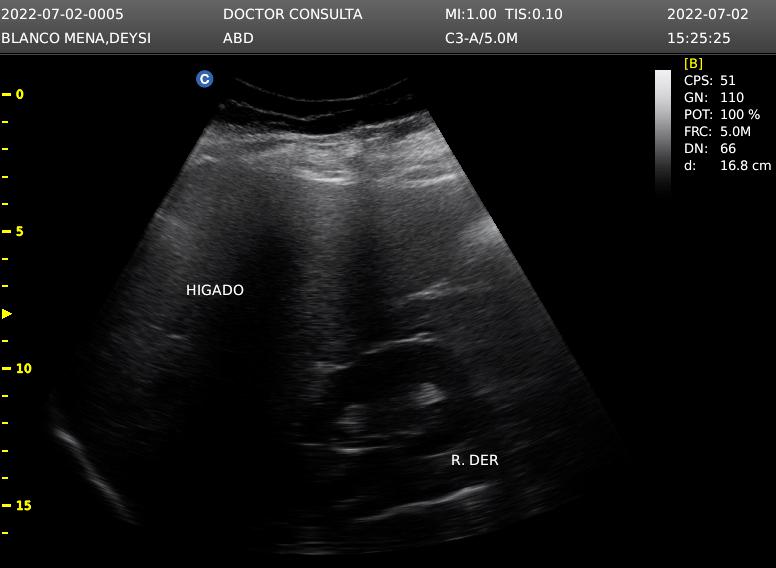 2022-07-02-0005 DOCTOR CONSULTA MI:1.00 TIS:0.10 2022-07-02
BLANCO MENA,DEYSI ABD C3-A/5.0M 15:25:25
[B]
CPS: 51
GN: 110
POT: 100 %
FRC: 5.0M
DN: 66
d: 16.8 cm
C
0
5
HIGADO
10
R. DER
15